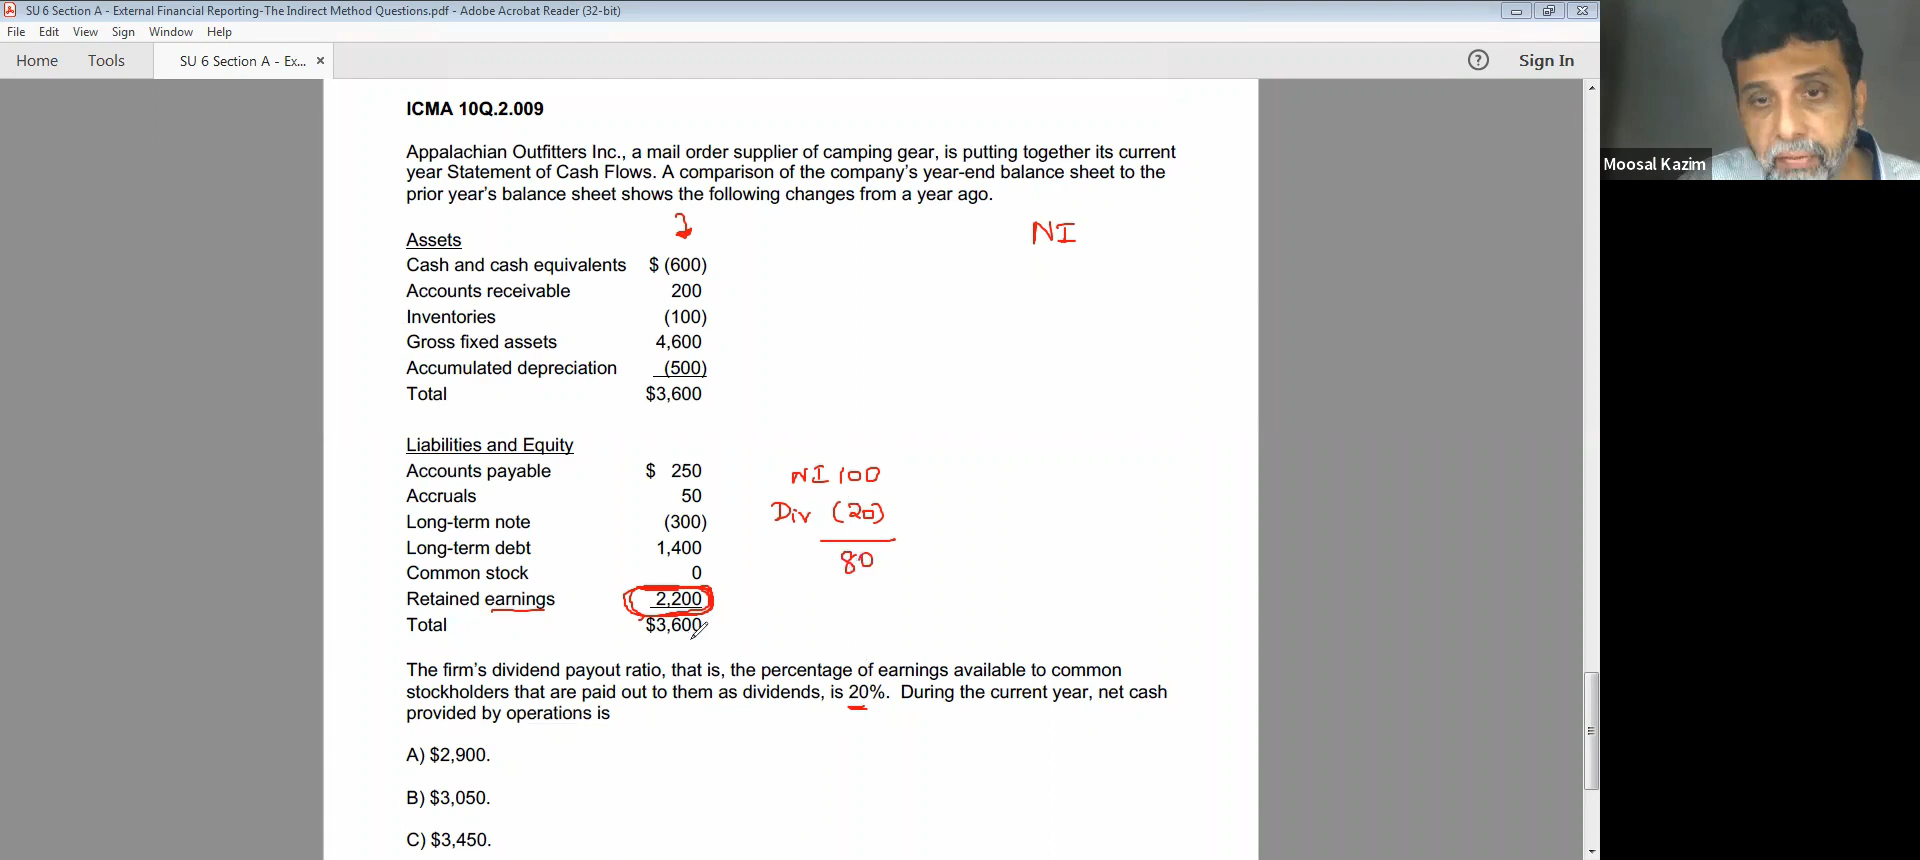 SU 6 Section A - External Financial Reporting-The Indirect Method Questions.pdf - Adobe Acrobat Reader (32-bit)
File Edit View Sign Window Help
Home Tools SU 6 Section A - Ex... × ? Sign In
ICMA 10Q.2.009
Appalachian Outfitters Inc., a mail order supplier of camping gear, is putting together its current
year Statement of Cash Flows. A comparison of the company's year-end balance sheet to the
prior year's balance sheet shows the following changes from a year ago.
NI
Assets
Cash and cash equivalents $ (600)
Accounts receivable 200
Inventories (100)
Gross fixed assets 4,600
Accumulated depreciation (500)
Total $3,600
Liabilities and Equity
Accounts payable $ 250
Accruals 50
Long-term note (300)
Long-term debt 1,400
Common stock 0
Retained earnings 2,200
Total $3,600
NI 100
Div (20)
80
The firm's dividend payout ratio, that is, the percentage of earnings available to common
stockholders that are paid out to them as dividends, is 20%. During the current year, net cash
provided by operations is
A) $2,900.
B) $3,050.
C) $3,450.
Moosal Kazim